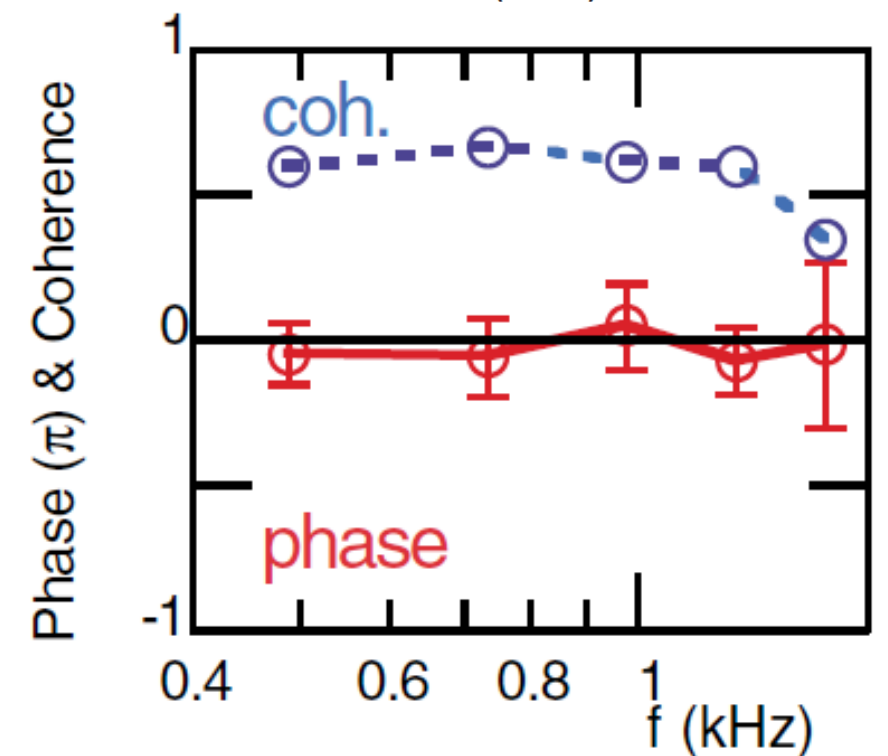 1
coh.
0
phase
-1
Phase (π) & Coherence
0.4 0.6 0.8 1
f (kHz)